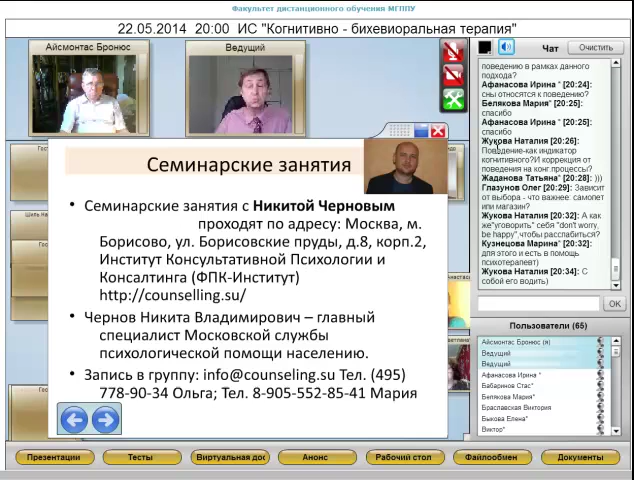 Факультет дистанционного обучения МГППУ
22.05.2014 20:00 ИС "Когнитивно - бихевиоральная терапия"
Айсмонтас Бронюс
Ведущий
Чат
Очистить
поведению в рамках данного
подхода?
Афанасова Ирина* [20:24]:
сны относятся к поведению?
Белякова Мария* [20:25]:
спасибо
Афанасова Ирина* [20:25]:
спасибо
Жукова Наталия [20:26]:
Поведение-как индикатор
когнитивного?И коррекция от
поведения на конг.процессы?
Жаданова Татьяна* [20:28]: )))
Глазунов Олег [20:29]: Зависит
от выбора - что важнее: самолет
или магазин?
Жукова Наталия [20:32]: А как
же"уговорить" себя "don't worry,
be happy",чтобы расслабиться?
Кузнецова Марина* [20:32]:
для этого и есть в помощь
психотерапевт)
Жукова Наталия [20:34]: С
собой его водить)
OK
Семинарские занятия
• Семинарские занятия с Никитой Черновым
проходят по адресу: Москва, м.
Борисово, ул. Борисовские пруды, д.8, корп.2,
Институт Консультативной Психологии и
Консалтинга (ФПК-Институт)
http://counselling.su/
• Чернов Никита Владимирович – главный
специалист Московской службы
психологической помощи населению.
• Запись в группу: info@counseling.su Тел. (495)
778-90-34 Ольга; Тел. 8-905-552-85-41 Мария
Пользователи (65)
Айсмонтас Бронюс (я)
Ведущий
Ведущий
Афанасова Ирина *
Бабаринов Стас*
Белякова Мария*
Браславская Виктория
Быкова Елена*
Виктор*
Презентации
Тесты
Виртуальная дос
Анонс
Рабочий стол
Файлообмен
Документы